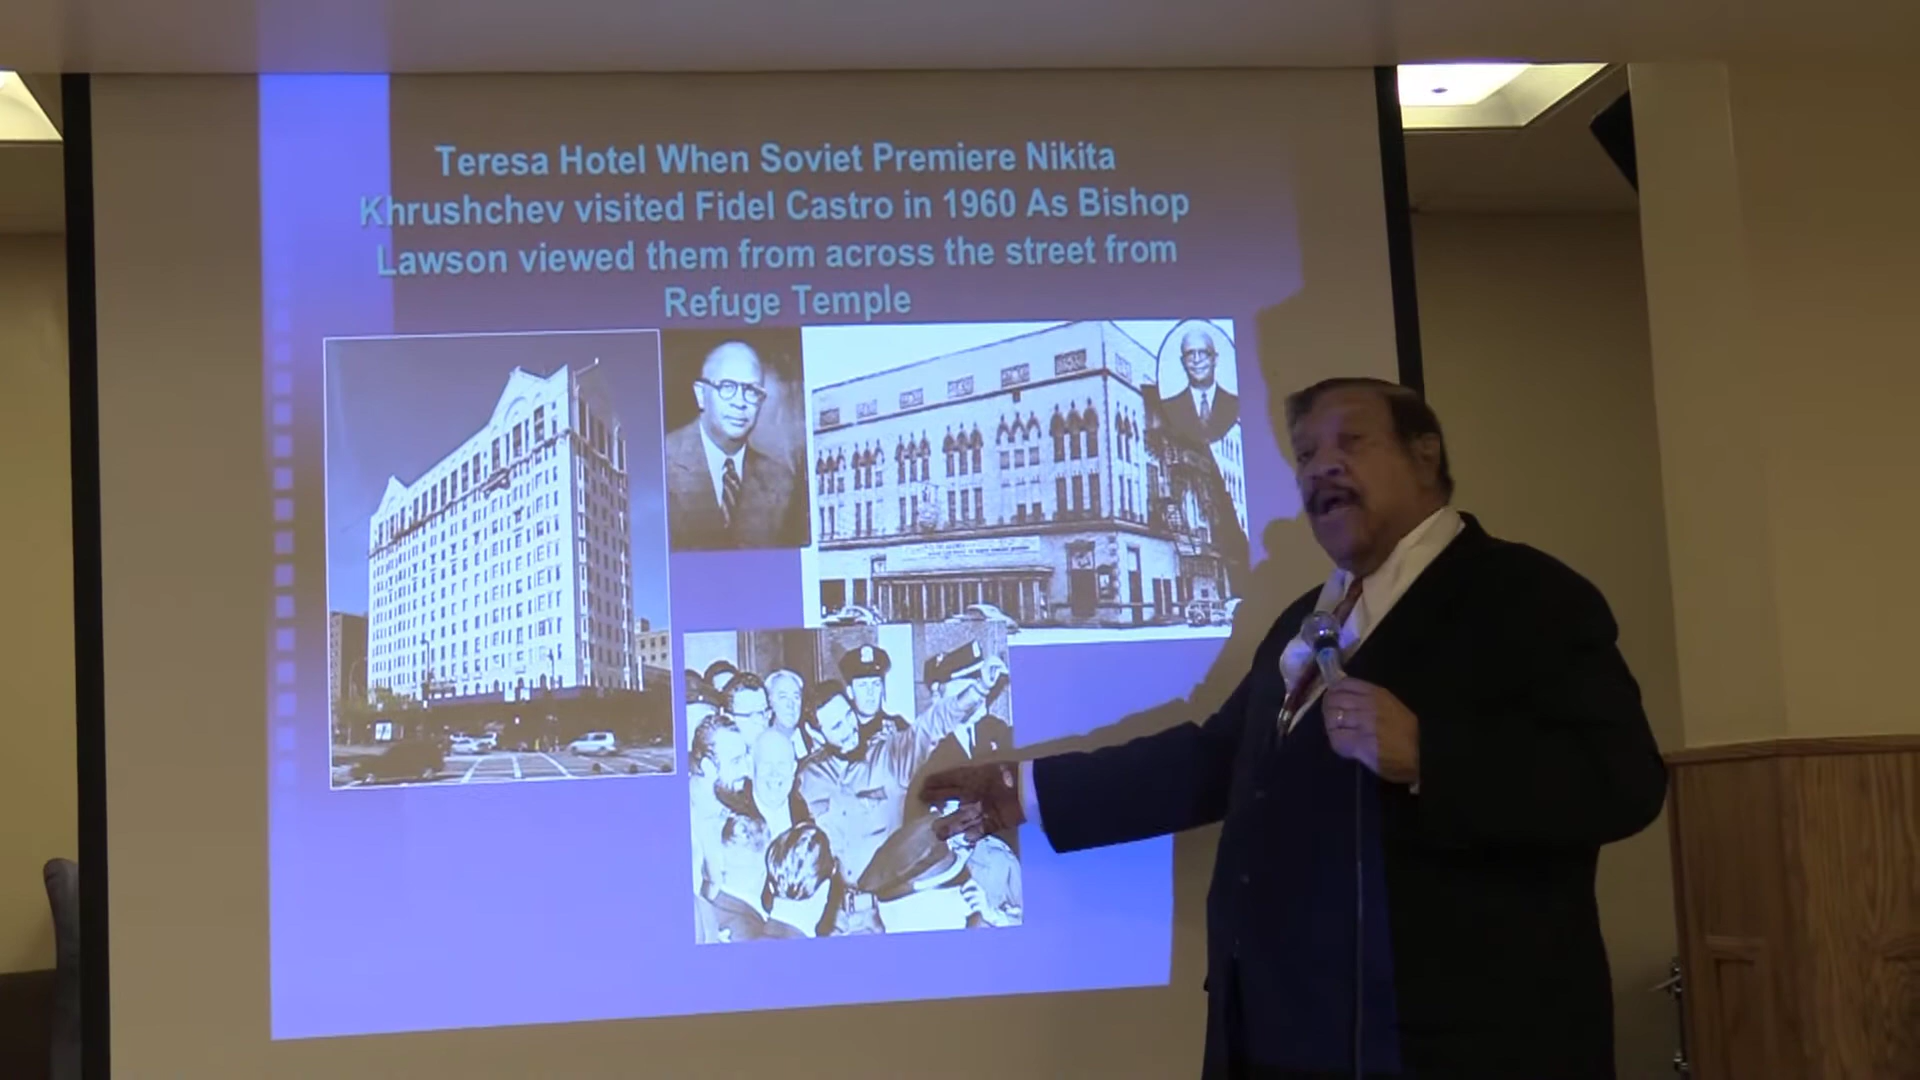 Teresa Hotel When Soviet Premiere Nikita
Khrushchev visited Fidel Castro in 1960 As Bishop
Lawson viewed them from across the street from
Refuge Temple